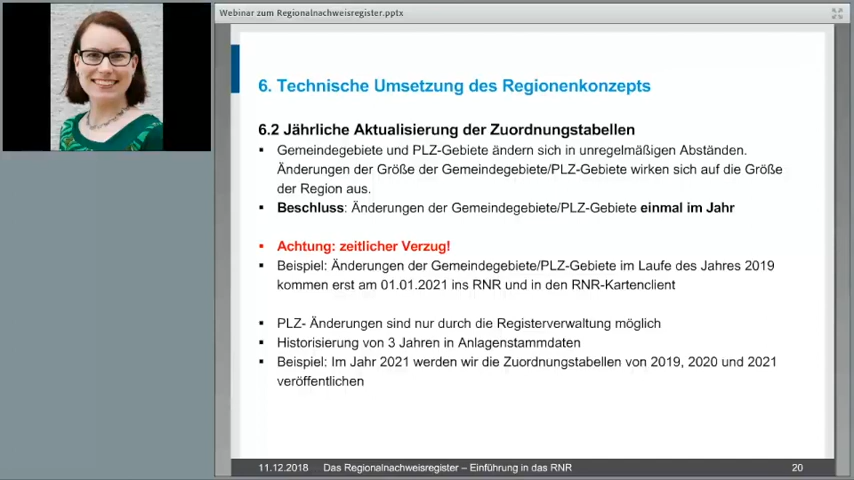 Webinar zum Regionalnachweisregister.pptx
6. Technische Umsetzung des Regionenkonzepts
6.2 Jährliche Aktualisierung der Zuordnungstabellen
▪ Gemeindegebiete und PLZ-Gebiete ändern sich in unregelmäßigen Abständen.
Änderungen der Größe der Gemeindegebiete/PLZ-Gebiete wirken sich auf die Größe
der Region aus.
▪ Beschluss: Änderungen der Gemeindegebiete/PLZ-Gebiete einmal im Jahr
▪ Achtung: zeitlicher Verzug!
▪ Beispiel: Änderungen der Gemeindegebiete/PLZ-Gebiete im Laufe des Jahres 2019
kommen erst am 01.01.2021 ins RNR und in den RNR-Kartenclient
▪ PLZ- Änderungen sind nur durch die Registerverwaltung möglich
▪ Historisierung von 3 Jahren in Anlagenstammdaten
▪ Beispiel: Im Jahr 2021 werden wir die Zuordnungstabellen von 2019, 2020 und 2021
veröffentlichen
11.12.2018 Das Regionalnachweisregister – Einführung in das RNR 20